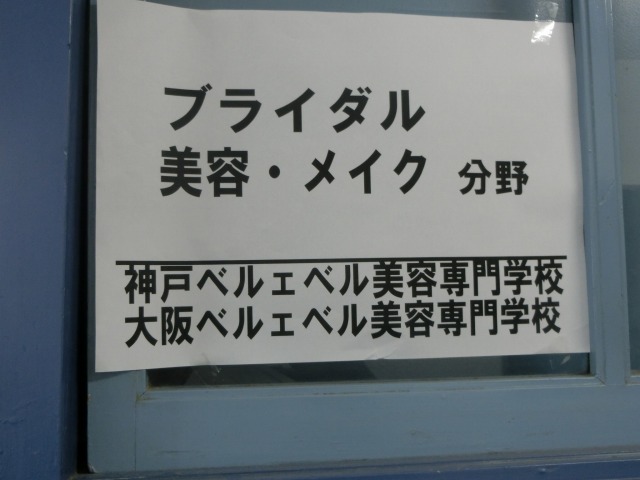 ブライダル
美容・メイク 分野
神戸ベルェベル美容専門学校
大阪ベルェベル美容専門学校